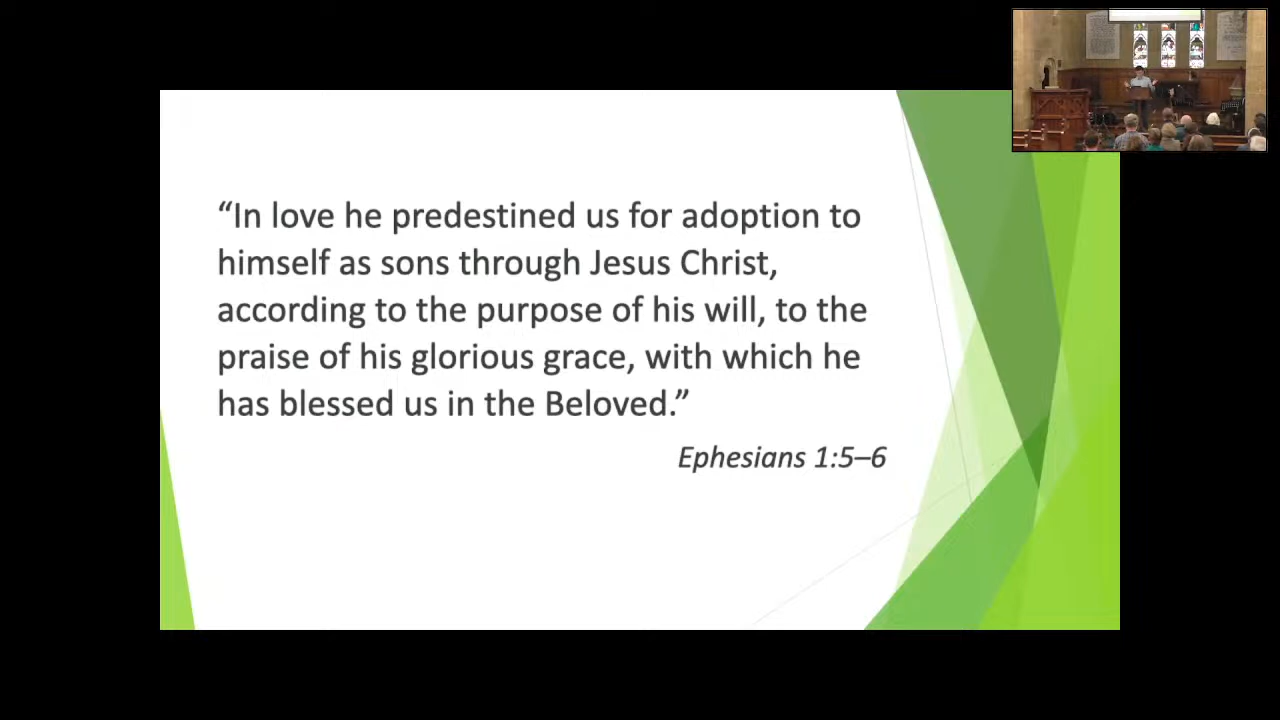 “In love he predestined us for adoption to
himself as sons through Jesus Christ,
according to the purpose of his will, to the
praise of his glorious grace, with which he
has blessed us in the Beloved.”
Ephesians 1:5–6